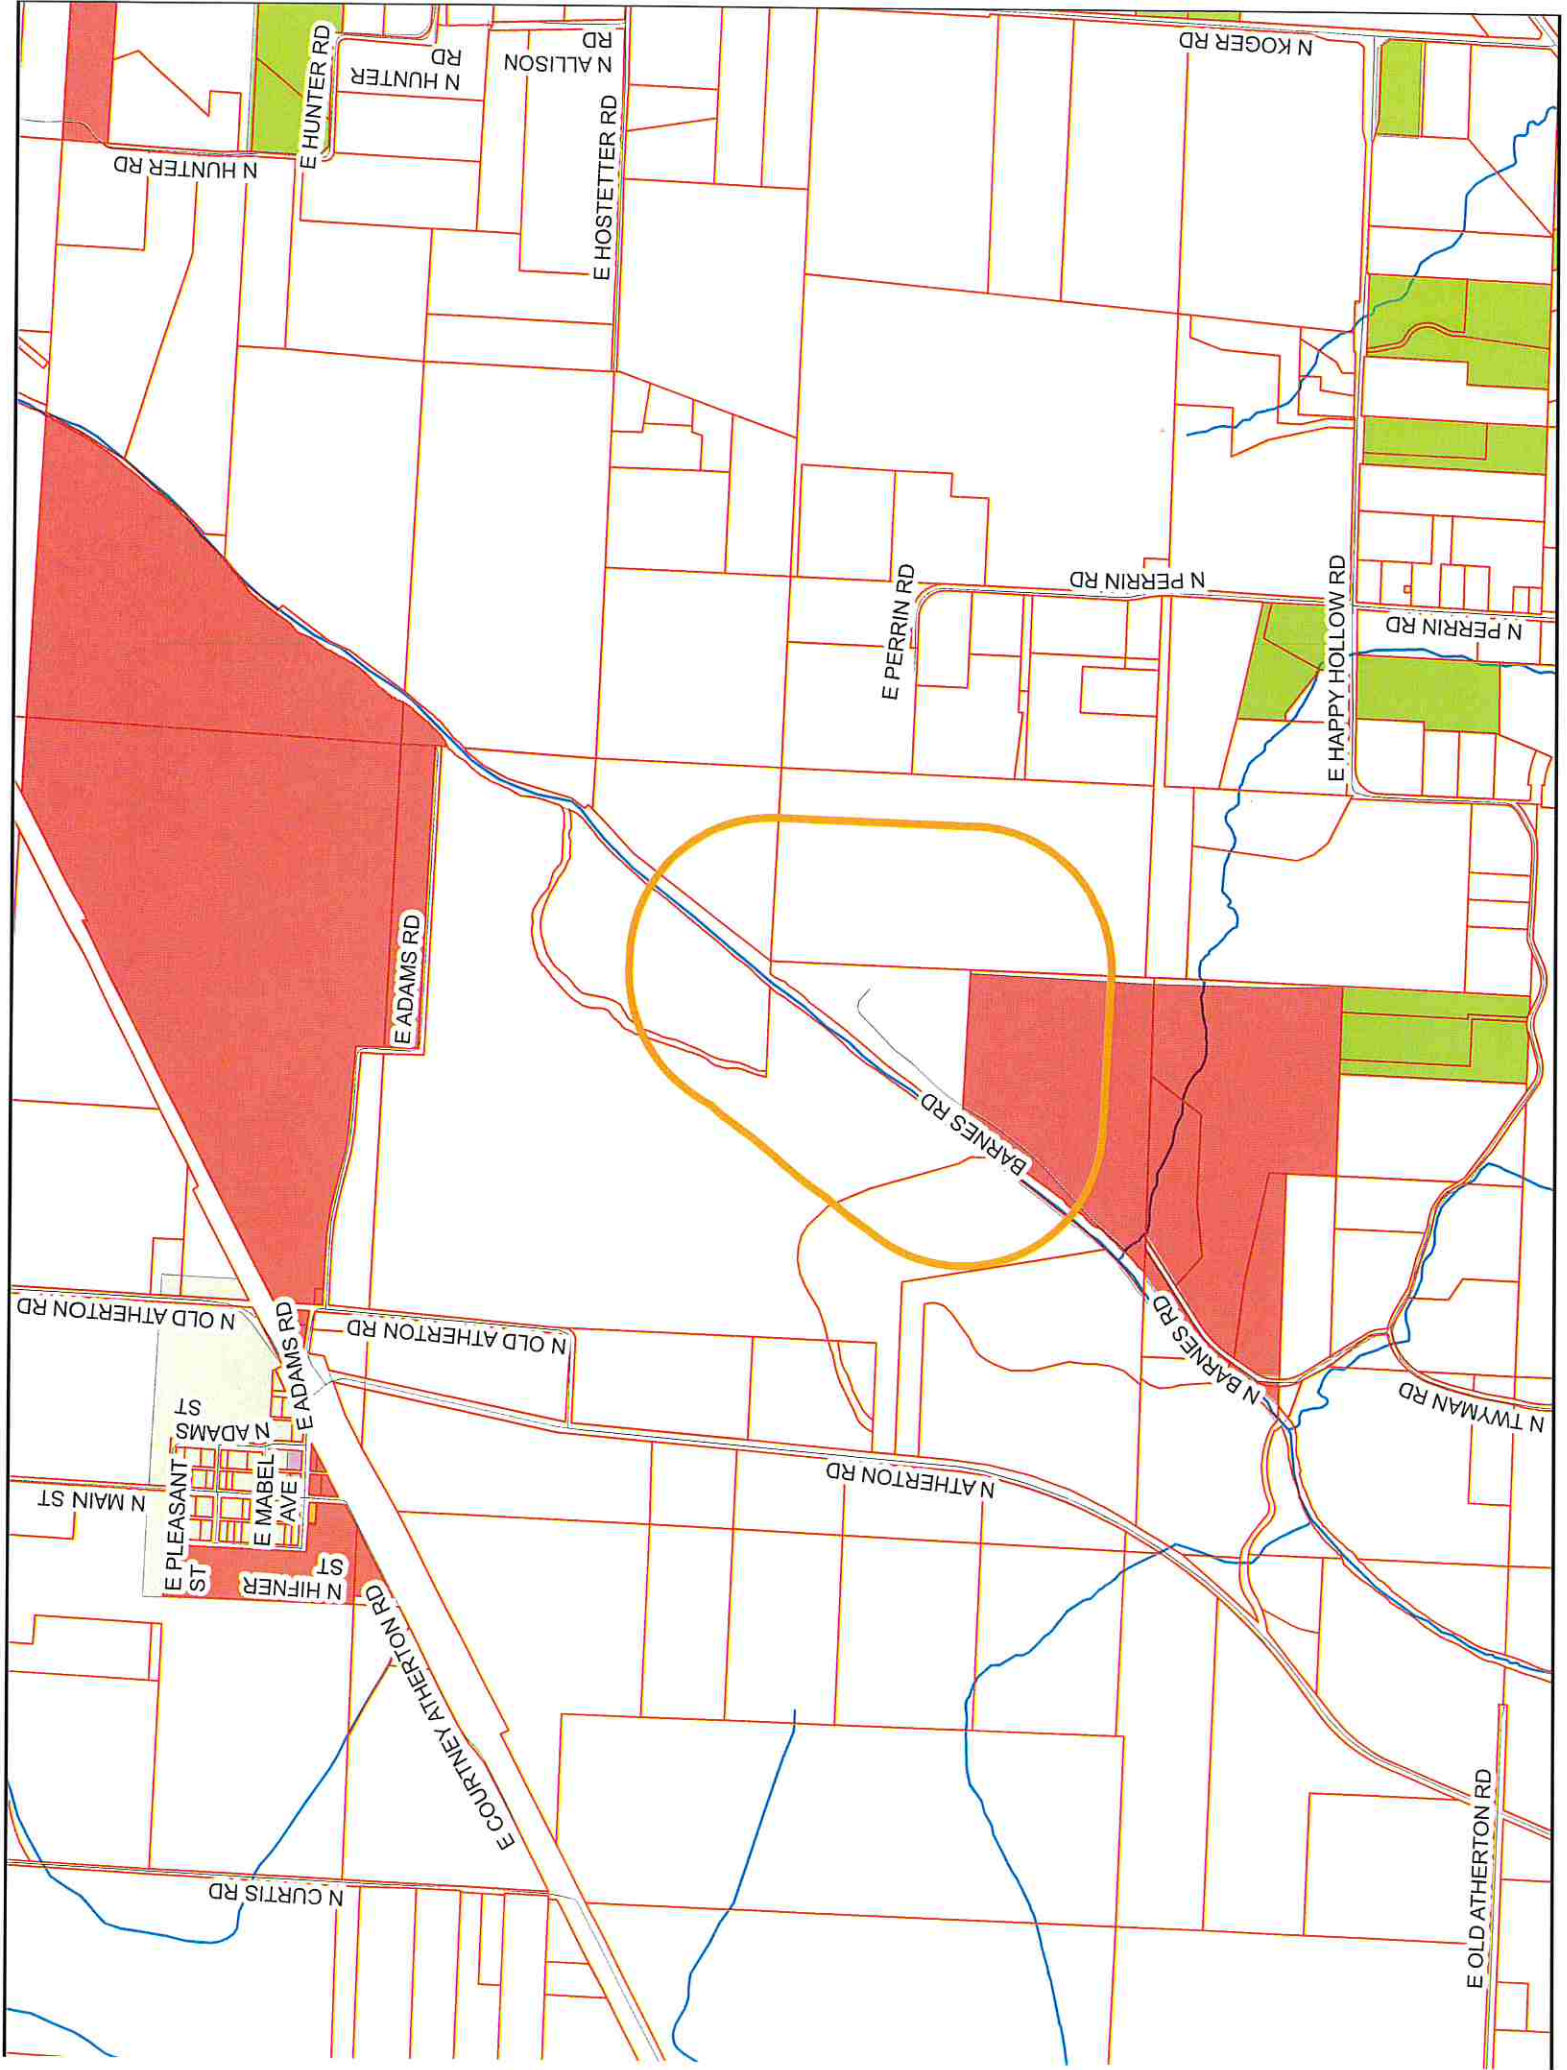 E HUNTER RD
N HUNTER
RD
N ALLISON
RD
N KOGER RD
N HUNTER RD
E HOSTETTER RD
E PERRIN RD
N PERRIN RD
E HAPPY HOLLOW RD
N PERRIN RD
E ADAMS RD
BARNES RD
N OLD ATHERTON RD
E ADAMS RD
N OLD ATHERTON RD
N BARNES RD
N TWYMAN RD
N ADAMS
ST
E PLEASANT
ST
E MABEL
AVE
N MAIN ST
N HIFNER
ST
N ATHERTON RD
E COURTNEY ATHERTON RD
N CURTIS RD
E OLD ATHERTON RD